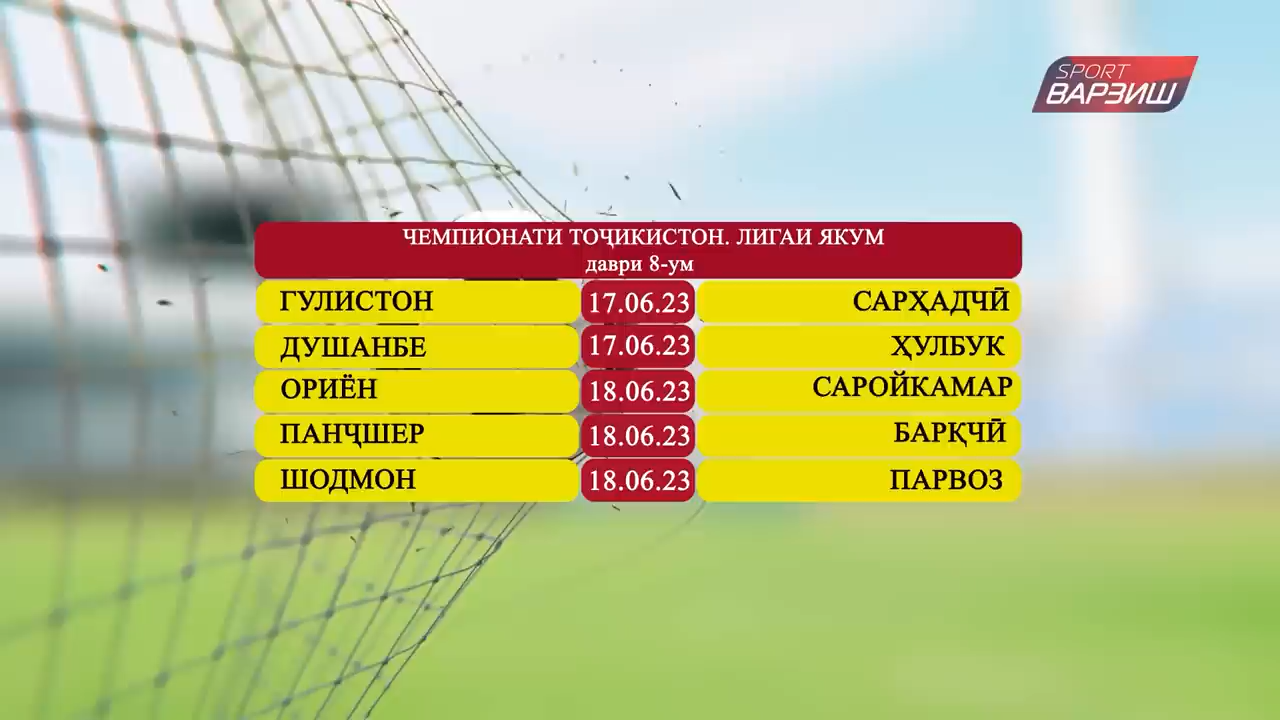 SPORT
ВАРЗИШ
ЧЕМПИОНАТИ ТОҶИКИСТОН. ЛИГАИ ЯКУМ
даври 8-ум
ГУЛИСТОН 17.06.23 САРҲАДЧӢ
ДУШАНБЕ 17.06.23 ҲУЛБУК
ОРИЁН 18.06.23 САРОЙКАМАР
ПАНҶШЕР 18.06.23 БАРҚЧӢ
ШОДМОН 18.06.23 ПАРВОЗ